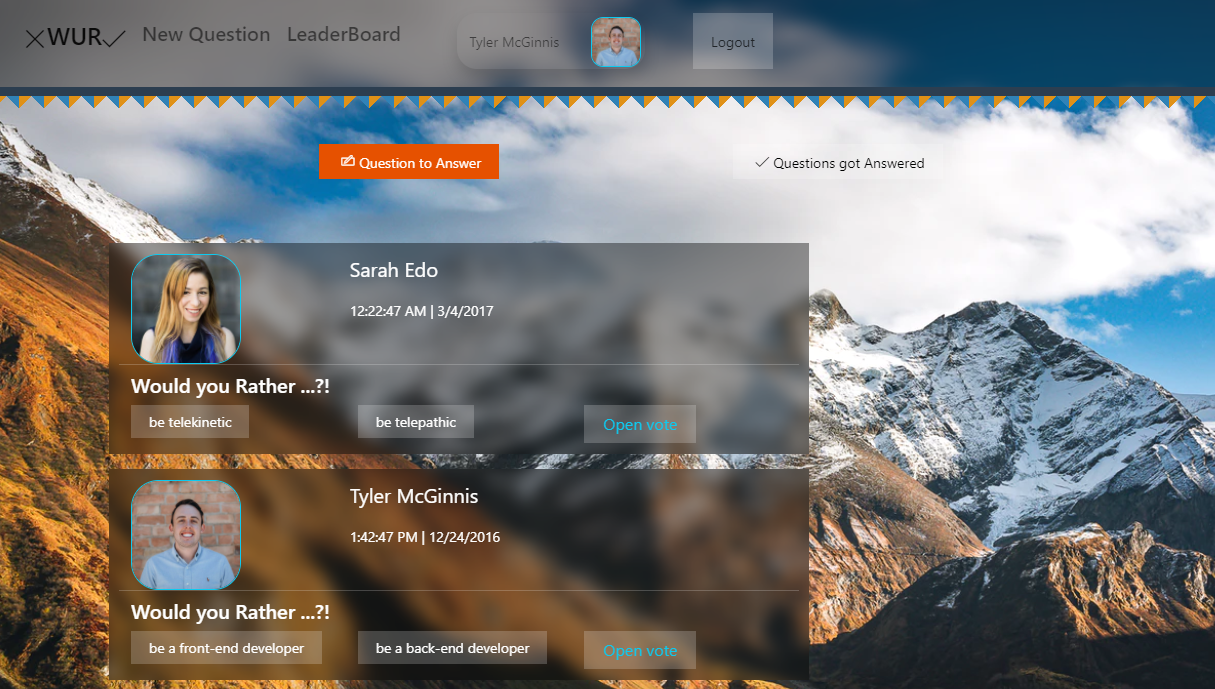 WUR New Question LeaderBoard Tyler McGinnis Logout
Question to Answer Questions got Answered
Sarah Edo
12:22:47 AM | 3/4/2017
Would you Rather ...?!
be telekinetic be telepathic Open vote
Tyler McGinnis
1:42:47 PM | 12/24/2016
Would you Rather ...?!
be a front-end developer be a back-end developer Open vote